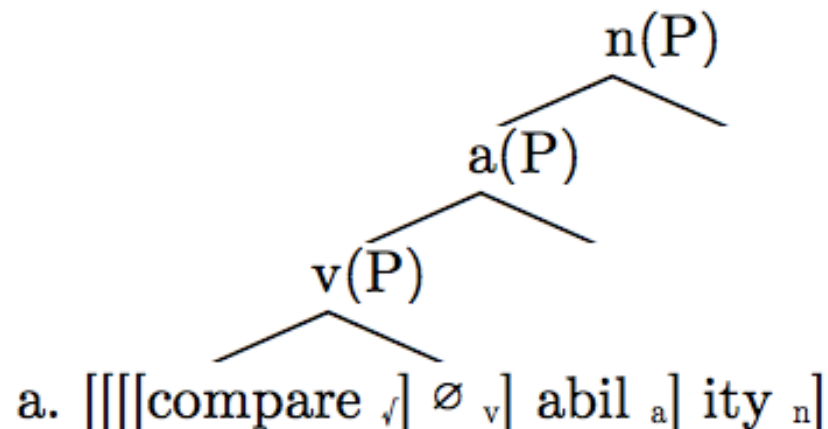 n(P)
a(P)
v(P)
a. [[[[compare √] ∅ v] abil a] ity n]